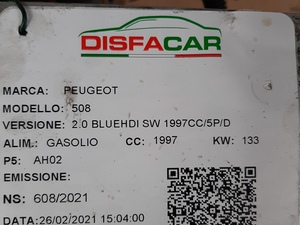 DISFACAR
MARCA: PEUGEOT
MODELLO: 508
VERSIONE: 2.0 BLUEHDI SW 1997CC/5P/D
ALIM.: GASOLIO CC: 1997 KW: 133
P5: AH02
EMISSIONE:
NS: 608/2021
DATA:26/02/2021 15:04:00